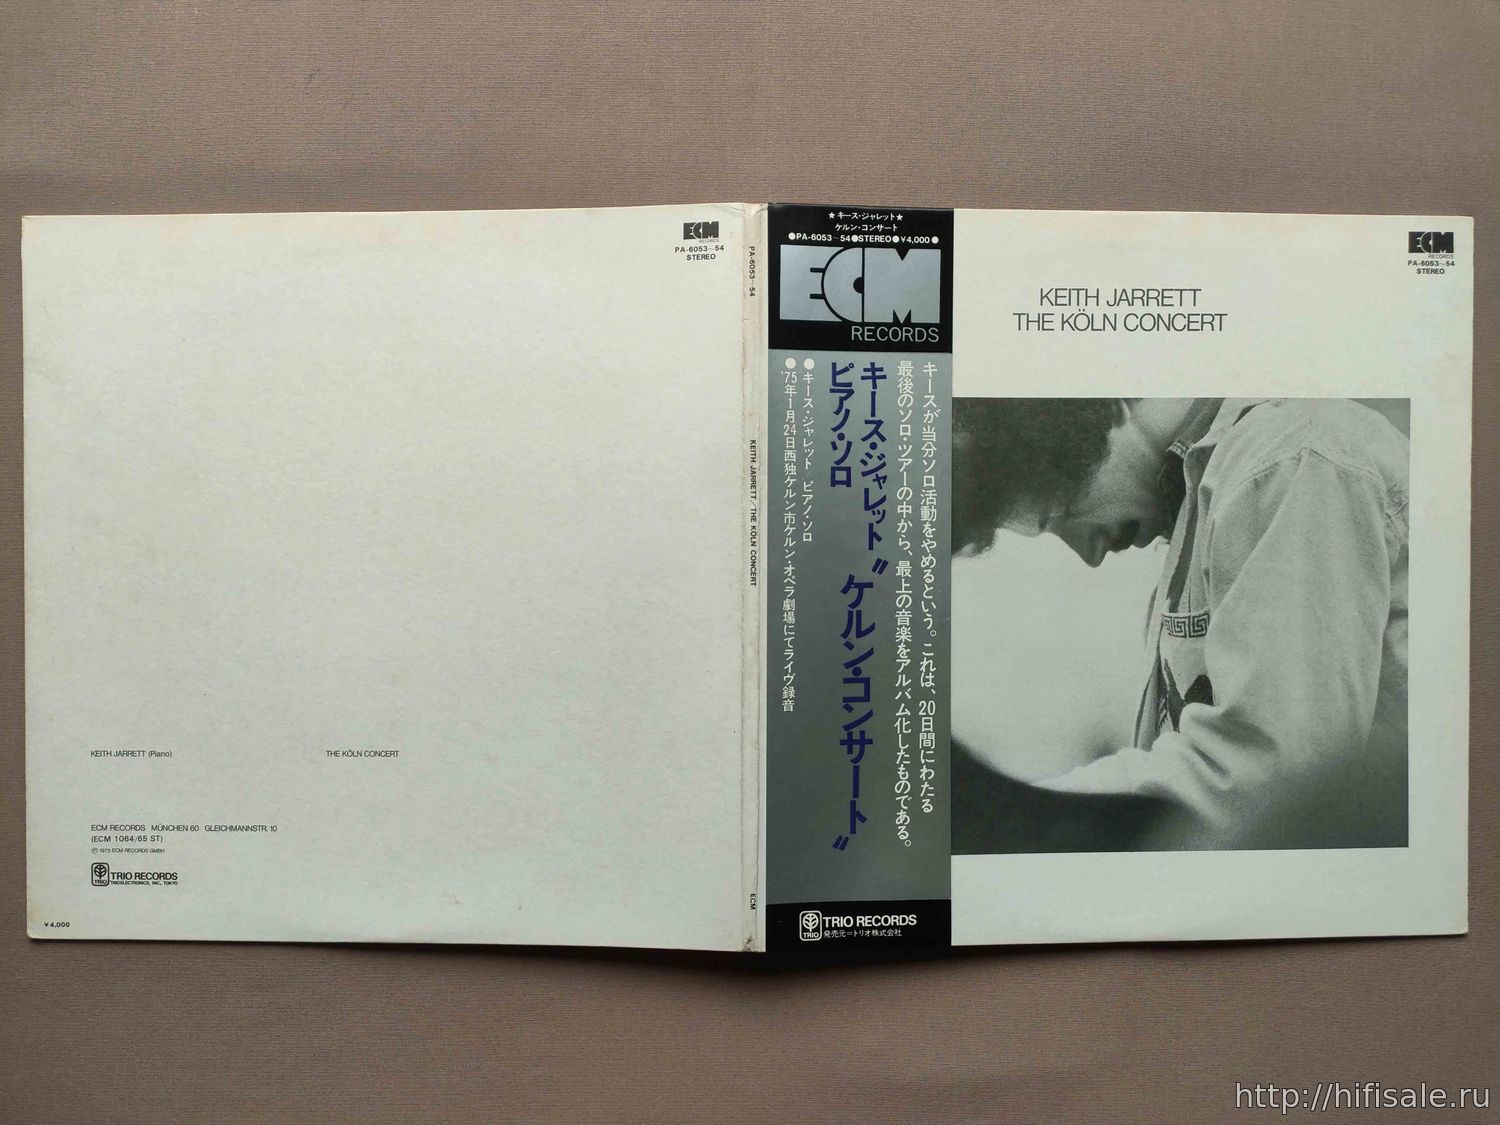 ECM
RECORDS
PA-6053~54
STEREO
KEITH JARRETT (Piano)
THE KÖLN CONCERT
ECM RECORDS MÜNCHEN 60 GLEICHMANNSTR. 10
(ECM 1064/65 ST)
℗ 1975 ECM RECORDS GMBH
TRIO
TRIO RECORDS
TRIOELECTRONICS, INC., TOKYO
¥4,000
PA-6053~54
KEITH JARRETT/THE KÖLN CONCERT
ECM
★キース・ジャレット★
ケルン・コンサート
●PA-6053~54●STEREO●¥4,000●
ECM
RECORDS
キースが当分ソロ活動をやめるという。これは、20日間にわたる
最後のソロ・ツアーの中から、最上の音楽をアルバム化したものである。
キース・ジャレット〝ケルン・コンサート〟
ピアノ・ソロ
●キース・ジャレット/ピアノ・ソロ
●'75年1月24日西独ケルン市ケルン・オペラ劇場にてライヴ録音
TRIO
TRIO RECORDS
発売元=トリオ株式会社
ECM
RECORDS
PA-6053~54
STEREO
KEITH JARRETT
THE KÖLN CONCERT
http://hifisale.ru